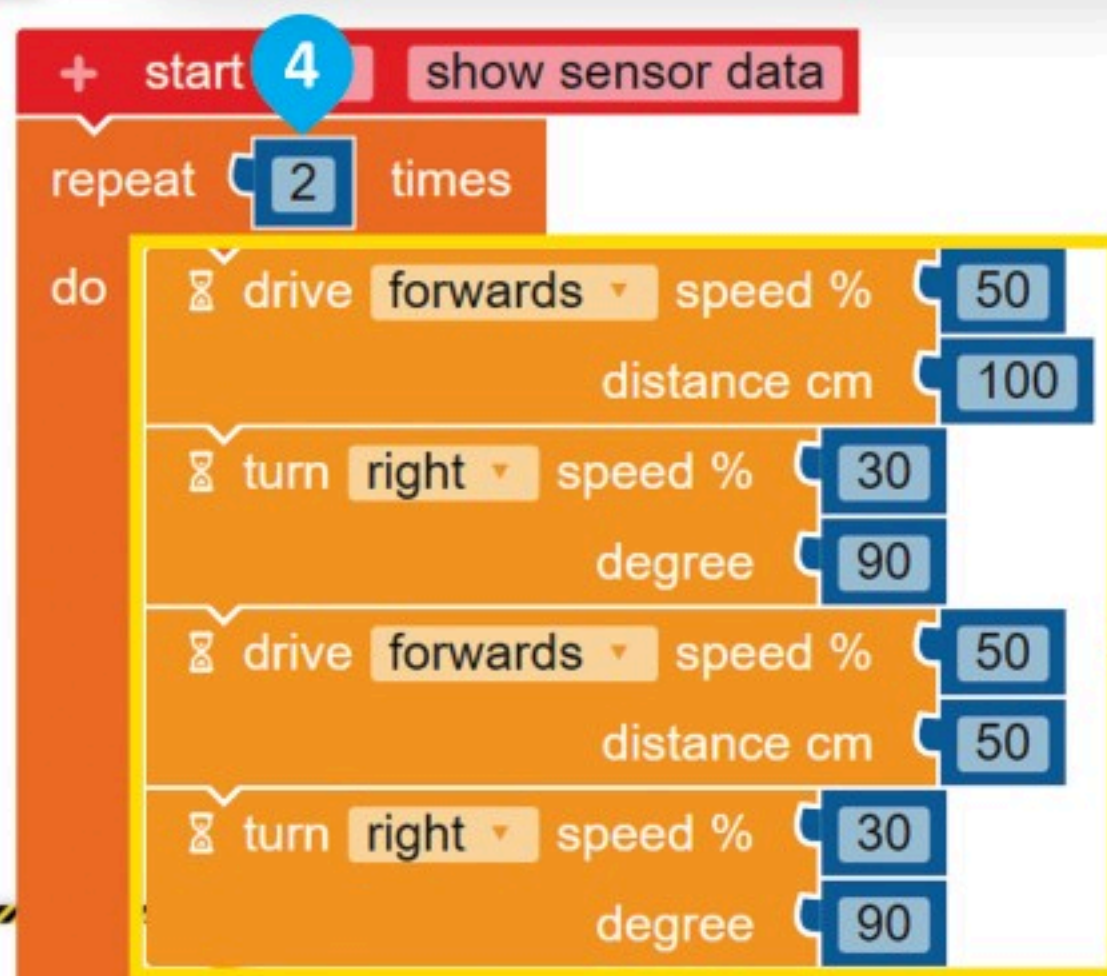 + start 4 show sensor data
repeat 2 times
do drive forwards speed % 50
distance cm 100
turn right speed % 30
degree 90
drive forwards speed % 50
distance cm 50
turn right speed % 30
degree 90